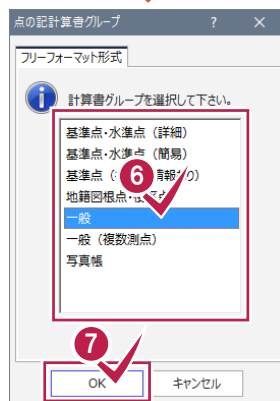 点の記計算書グループ ? ×
フリーフォーマット形式
計算書グループを選択して下さい。
基準点・水準点（詳細）
基準点・水準点（簡易）
基準点（ 情報 り）
6
地籍図根点・
一般
一般（複数測点）
写真帳
7
OK キャンセル